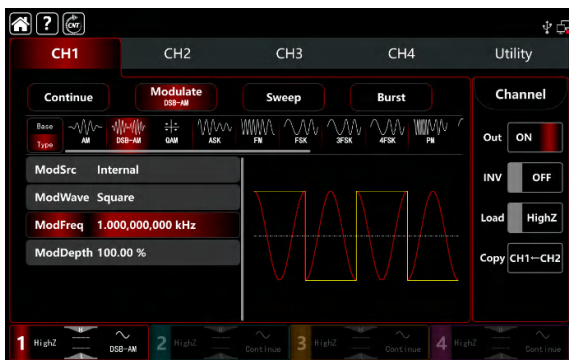 ? CNT
CH1 CH2 CH3 CH4 Utility
Continue Modulate DSB-AM Sweep Burst Channel
Base Type AM DSB-AM QAM ASK FM FSK 3FSK 4FSK PM
Out ON
ModSrc Internal
INV OFF
ModWave Square
ModFreq 1.000,000,000 kHz
Load HighZ
ModDepth 100.00 %
Copy CH1←CH2
1 HighZ DSB-AM 2 HighZ Continue 3 HighZ Continue 4 HighZ Continue